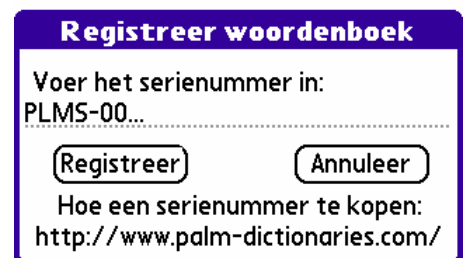 Registreer woordenboek
Voer het serienummer in:
PLMS-00...
Registreer Annuleer
Hoe een serienummer te kopen:
http://www.palm-dictionaries.com/